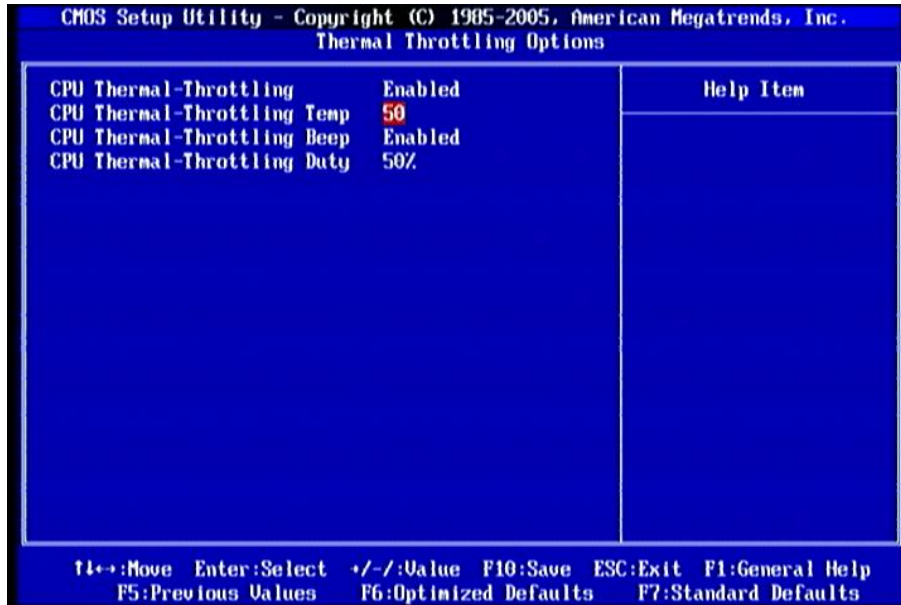 CMOS Setup Utility - Copyright (C) 1985-2005, American Megatrends, Inc.
Thermal Throttling Options
CPU Thermal-Throttling Enabled
CPU Thermal-Throttling Temp 50
CPU Thermal-Throttling Beep Enabled
CPU Thermal-Throttling Duty 50%
Help Item
↑↓←→:Move Enter:Select +/-/:Value F10:Save ESC:Exit F1:General Help
F5:Previous Values F6:Optimized Defaults F7:Standard Defaults